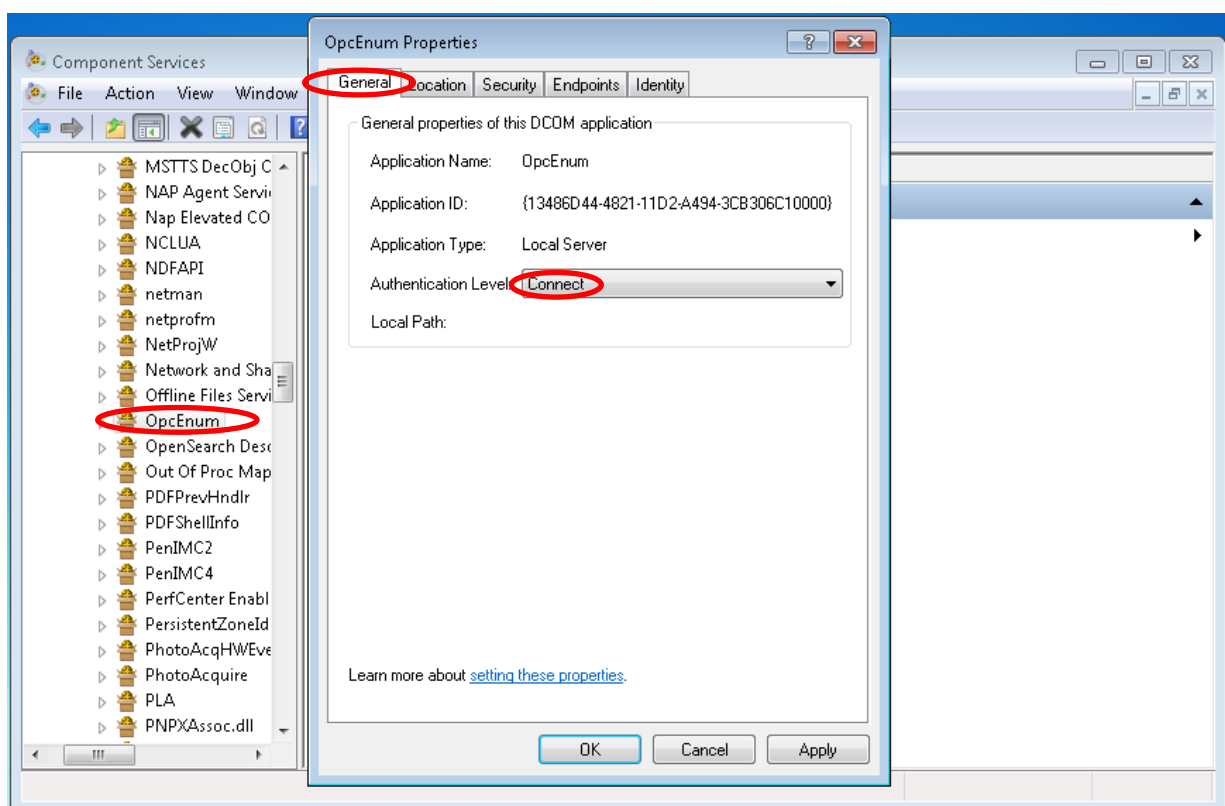 Component Services
File Action View Window
MSTTS DecObj C
NAP Agent Servi
Nap Elevated CO
NCLUA
NDFAPI
netman
netprofm
NetProjW
Network and Sha
Offline Files Servi
OpcEnum
OpenSearch Desc
Out Of Proc Map
PDFPrevHndlr
PDFShellInfo
PenIMC2
PenIMC4
PerfCenter Enabl
PersistentZoneId
PhotoAcqHWEve
PhotoAcquire
PLA
PNPXAssoc.dll
OpcEnum Properties
General Location Security Endpoints Identity
General properties of this DCOM application
Application Name: OpcEnum
Application ID: {13486D44-4821-11D2-A494-3CB306C10000}
Application Type: Local Server
Authentication Level: Connect
Local Path:
Learn more about setting these properties.
OK Cancel Apply